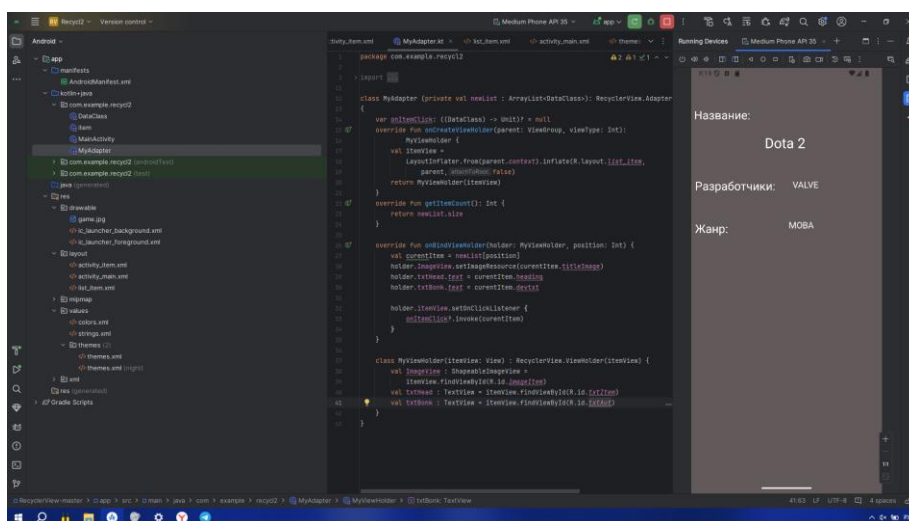 Recycl2
Version control
Medium Phone API 35
app
Android
app
manifests
AndroidManifest.xml
kotlin+java
com.example.recycl2
DataClass
item
MainActivity
MyAdapter
com.example.recycl2 (androidTest)
com.example.recycl2 (test)
java (generated)
res
drawable
game.jpg
ic_launcher_background.xml
ic_launcher_foreground.xml
layout
activity_item.xml
activity_main.xml
list_item.xml
mipmap
values
colors.xml
strings.xml
themes (2)
themes.xml
themes.xml (night)
xml
res (generated)
Gradle Scripts
tivity_item.xml MyAdapter.kt list_item.xml activity_main.xml themes
package com.example.recycl2
import ...
class MyAdapter (private val newList : ArrayList<DataClass>): RecyclerView.Adapter
{
var onItemClick: ((DataClass) -> Unit)? = null
override fun onCreateViewHolder(parent: ViewGroup, viewType: Int):
MyViewHolder {
val itemView =
LayoutInflater.from(parent.context).inflate(R.layout.list_item,
parent, attachToRoot: false)
return MyViewHolder(itemView)
}
override fun getItemCount(): Int {
return newList.size
}
override fun onBindViewHolder(holder: MyViewHolder, position: Int) {
val curentItem = newList[position]
holder.ImageView.setImageResource(curentItem.titleImage)
holder.txtHead.text = curentItem.heading
holder.txtBonk.text = curentItem.devtxt
holder.itemView.setOnClickListener {
onItemClick?.invoke(curentItem)
}
}
class MyViewHolder(itemView: View) : RecyclerView.ViewHolder(itemView) {
val ImageView : ShapeableImageView =
itemView.findViewById(R.id.imageItem)
val txtHead : TextView = itemView.findViewById(R.id.txtItem)
val txtBonk : TextView = itemView.findViewById(R.id.txtAvt)
}
}
Running Devices Medium Phone API 35
Название:
Dota 2
Разработчики: VALVE
Жанр: MOBA
RecyclerView-master > app > src > main > java > com > example > recycl2 > MyAdapter > MyViewHolder > txtBonk: TextView
41:63 LF UTF-8 4 spaces